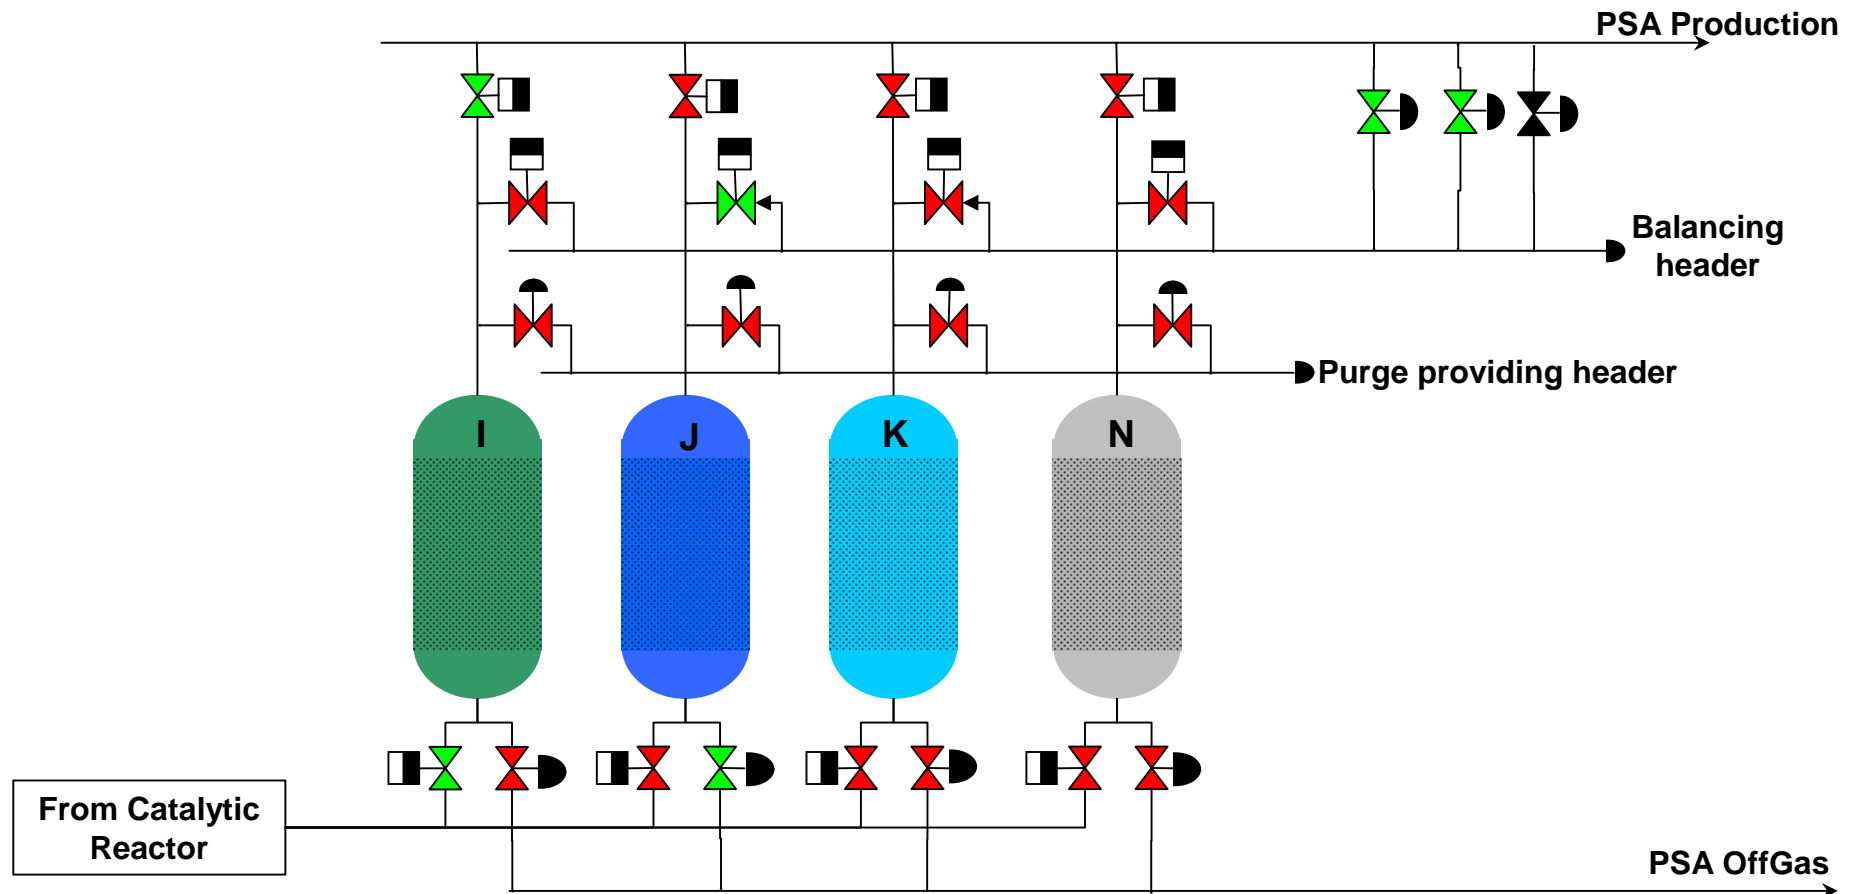 PSA Production
Balancing
header
Purge providing header
I
J
K
N
From Catalytic
Reactor
PSA OffGas